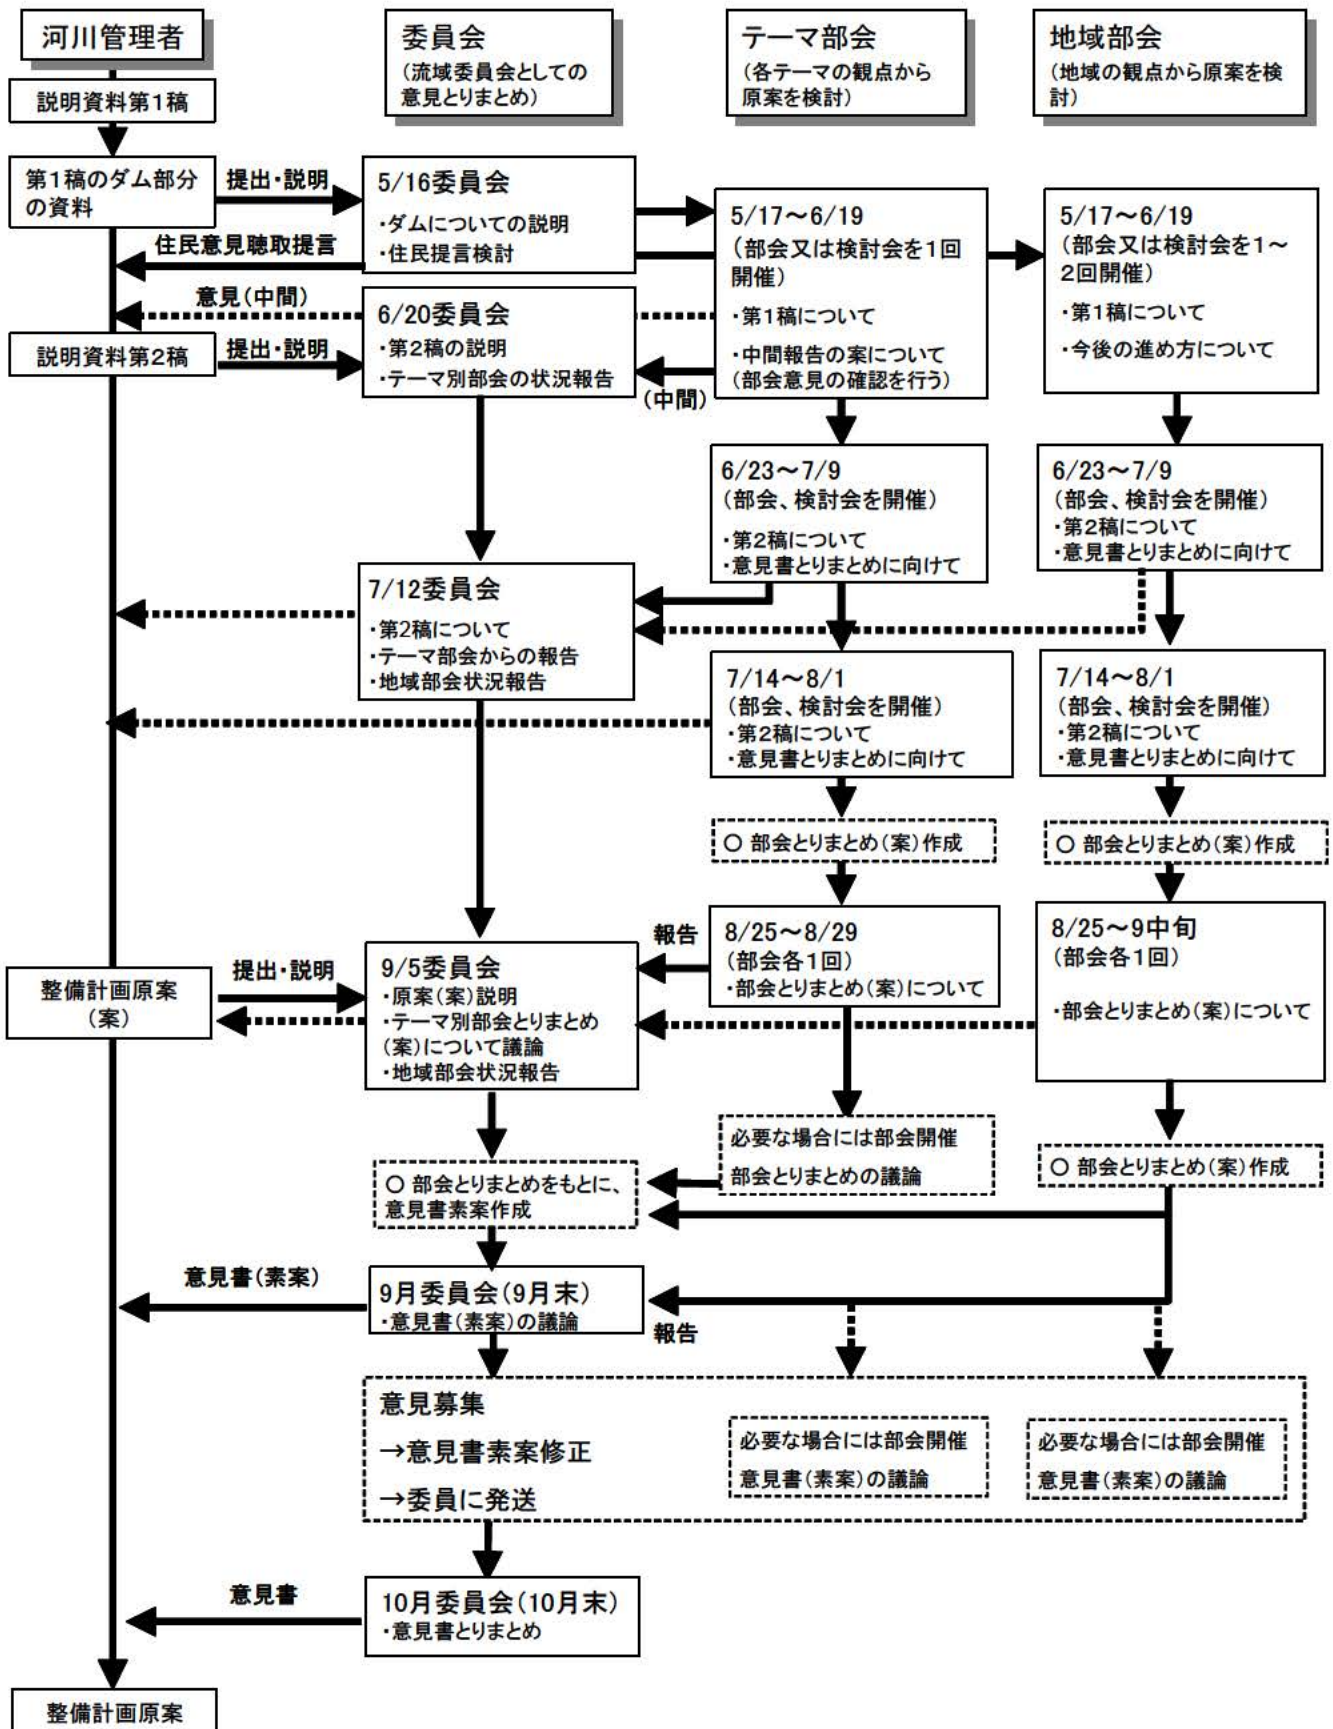 河川管理者
委員会
(流域委員会としての
意見とりまとめ)
テーマ部会
(各テーマの観点から
原案を検討)
地域部会
(地域の観点から原案を検
討)
説明資料第1稿
第1稿のダム部分
の資料
提出・説明
5/16委員会
・ダムについての説明
・住民提言検討
住民意見聴取提言
5/17～6/19
(部会又は検討会を1回
開催)
・第1稿について
・中間報告の案について
(部会意見の確認を行う)
5/17～6/19
(部会又は検討会を1～
2回開催)
・第1稿について
・今後の進め方について
意見(中間)
説明資料第2稿
提出・説明
6/20委員会
・第2稿の説明
・テーマ別部会の状況報告
(中間)
6/23～7/9
(部会、検討会を開催)
・第2稿について
・意見書とりまとめに向けて
6/23～7/9
(部会、検討会を開催)
・第2稿について
・意見書とりまとめに向けて
7/12委員会
・第2稿について
・テーマ部会からの報告
・地域部会状況報告
7/14～8/1
(部会、検討会を開催)
・第2稿について
・意見書とりまとめに向けて
7/14～8/1
(部会、検討会を開催)
・第2稿について
・意見書とりまとめに向けて
○ 部会とりまとめ(案)作成
○ 部会とりまとめ(案)作成
整備計画原案
(案)
提出・説明
9/5委員会
・原案(案)説明
・テーマ別部会とりまとめ
(案)について議論
・地域部会状況報告
報告
8/25～8/29
(部会各1回)
・部会とりまとめ(案)について
8/25～9中旬
(部会各1回)
・部会とりまとめ(案)について
必要な場合には部会開催
部会とりまとめの議論
○ 部会とりまとめ(案)作成
○ 部会とりまとめをもとに、
意見書素案作成
意見書(素案)
9月委員会(9月末)
・意見書(素案)の議論
報告
意見募集
→意見書素案修正
→委員に発送
必要な場合には部会開催
意見書(素案)の議論
必要な場合には部会開催
意見書(素案)の議論
意見書
10月委員会(10月末)
・意見書とりまとめ
整備計画原案